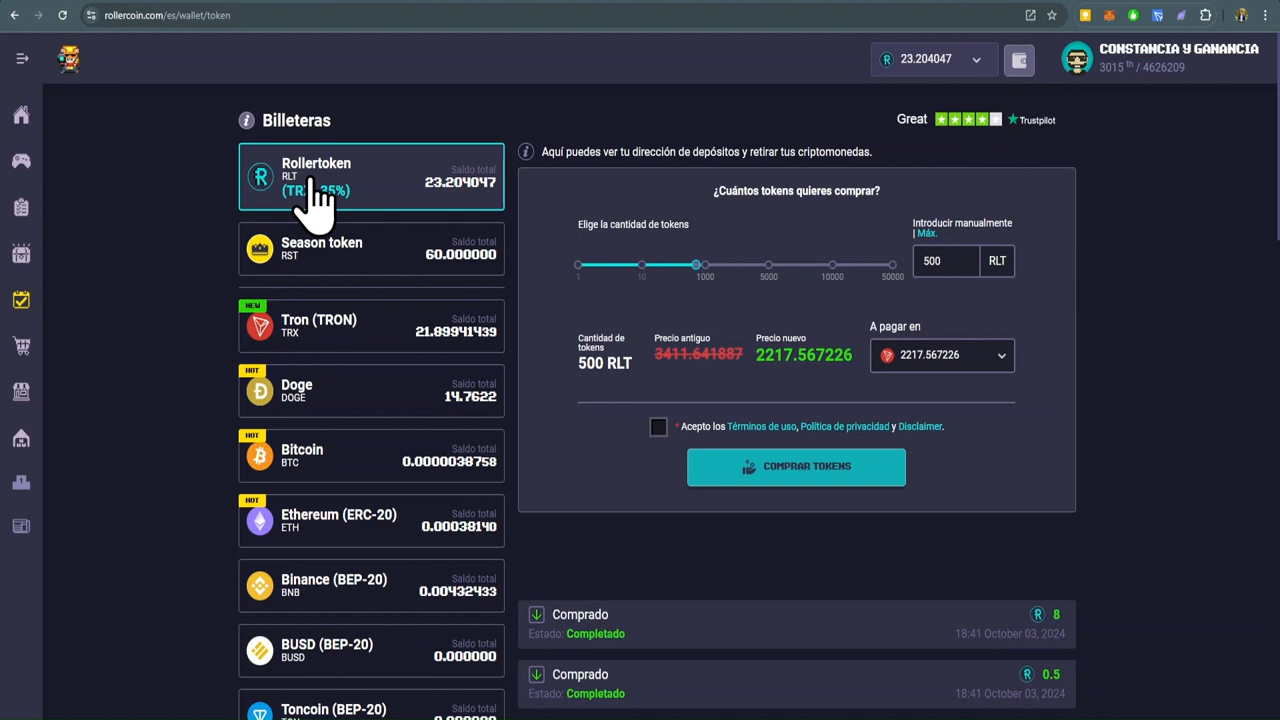 rollercoin.com/es/wallet/token
23.204047
CONSTANCIA Y GANANCIA
3015 th / 4626209
Billeteras
Great
Trustpilot
Rollertoken
RLT
Saldo total
23.204047
Season token
RST
Saldo total
60.000000
NEW
Tron (TRON)
TRX
Saldo total
21.89941439
HOT
Doge
DOGE
Saldo total
14.7622
HOT
Bitcoin
BTC
Saldo total
0.0000038758
HOT
Ethereum (ERC-20)
ETH
Saldo total
0.00038140
Binance (BEP-20)
BNB
Saldo total
0.00432433
BUSD (BEP-20)
BUSD
Saldo total
0.000000
Toncoin (BEP-20)
Saldo total
Aquí puedes ver tu dirección de depósitos y retirar tus criptomonedas.
¿Cuántos tokens quieres comprar?
Elige la cantidad de tokens
Introducir manualmente
| Máx.
500 RLT
1 10 1000 5000 10000 50000
Cantidad de
tokens
500 RLT
Precio antiguo
3411.641887
Precio nuevo
2217.567226
A pagar en
2217.567226
* Acepto los Términos de uso, Política de privacidad y Disclaimer.
COMPRAR TOKENS
Comprado
8
Estado: Completado
18:41 October 03, 2024
Comprado
0.5
Estado: Completado
18:41 October 03, 2024